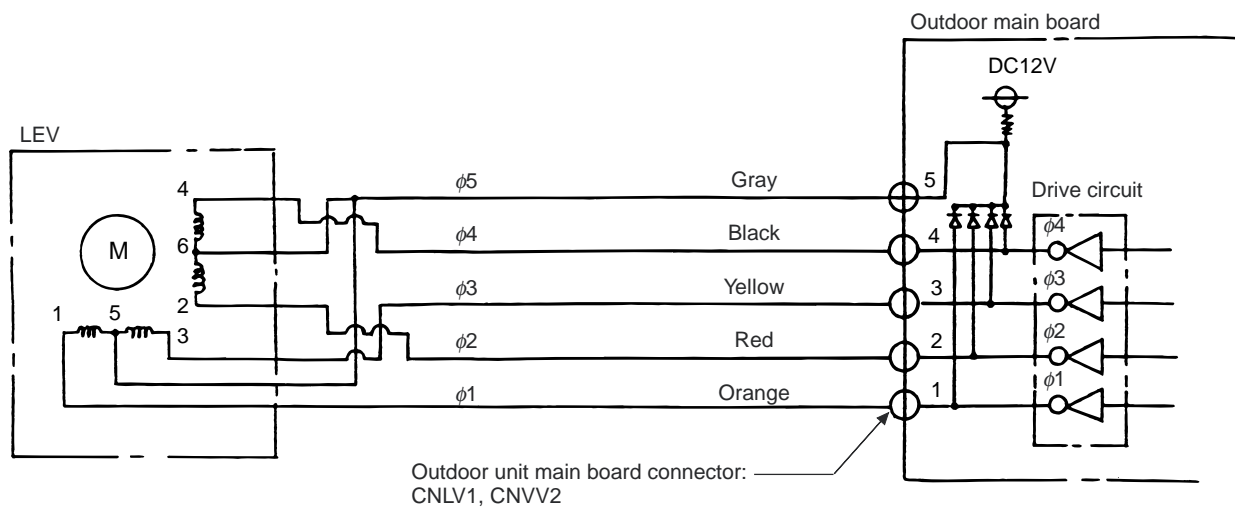 Outdoor main board
DC12V
LEV
4
ϕ5
Gray
5
Drive circuit
M
6
ϕ4
Black
4
ϕ4
2
ϕ3
Yellow
3
ϕ3
1
5
3
ϕ2
Red
2
ϕ2
ϕ1
Orange
1
ϕ1
Outdoor unit main board connector:
CNLV1, CNVV2